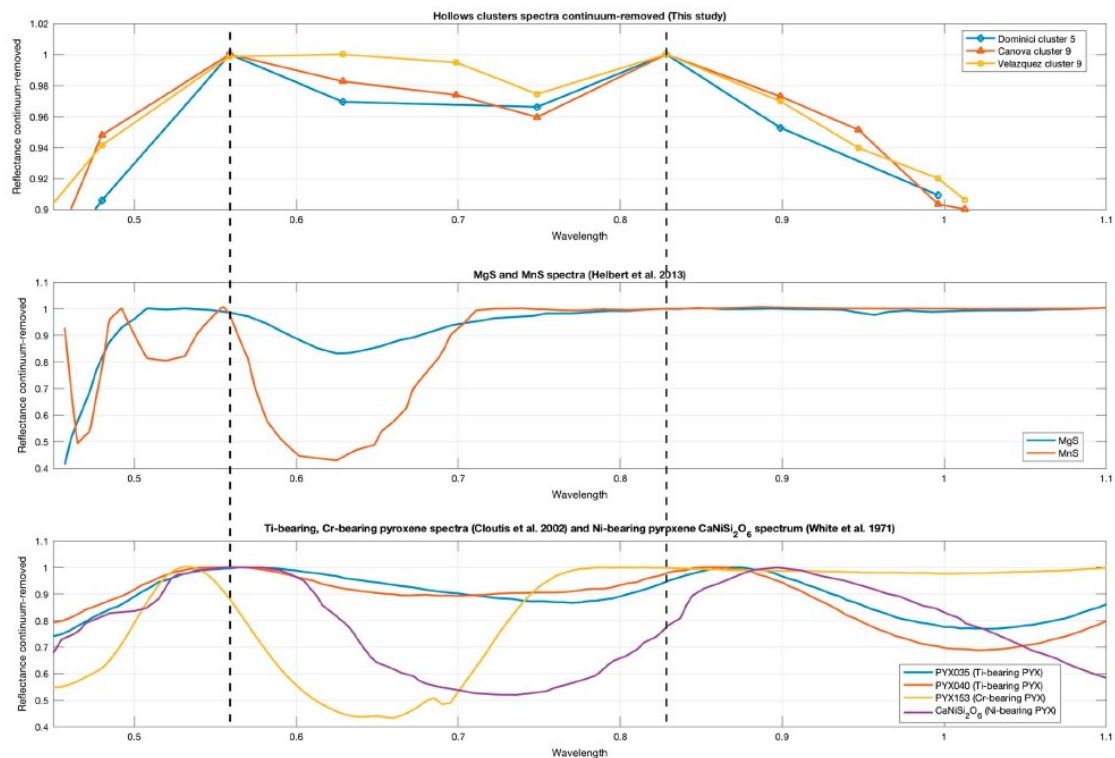 Hollows clusters spectra continuum-removed (This study)
1.02
1
0.98
0.96
0.94
0.92
0.9
Reflectance continuum-removed
Dominici cluster 5
Canova cluster 9
Velazquez cluster 9
0.5 0.6 0.7 0.8 0.9 1 1.1
Wavelength
MgS and MnS spectra (Helbert et al. 2013)
1.1
1
0.9
0.8
0.7
0.6
0.5
0.4
Reflectance continuum-removed
MgS
MnS
0.5 0.6 0.7 0.8 0.9 1 1.1
Wavelength
Ti-bearing, Cr-bearing pyroxene spectra (Cloutis et al. 2002) and Ni-bearing pyroxene CaNiSi₂O₆ spectrum (White et al. 1971)
1.1
1
0.9
0.8
0.7
0.6
0.5
0.4
Reflectance continuum-removed
PYX035 (Ti-bearing PYX)
PYX040 (Ti-bearing PYX)
PYX153 (Cr-bearing PYX)
CaNiSi₂O₆ (Ni-bearing PYX)
0.5 0.6 0.7 0.8 0.9 1 1.1
Wavelength